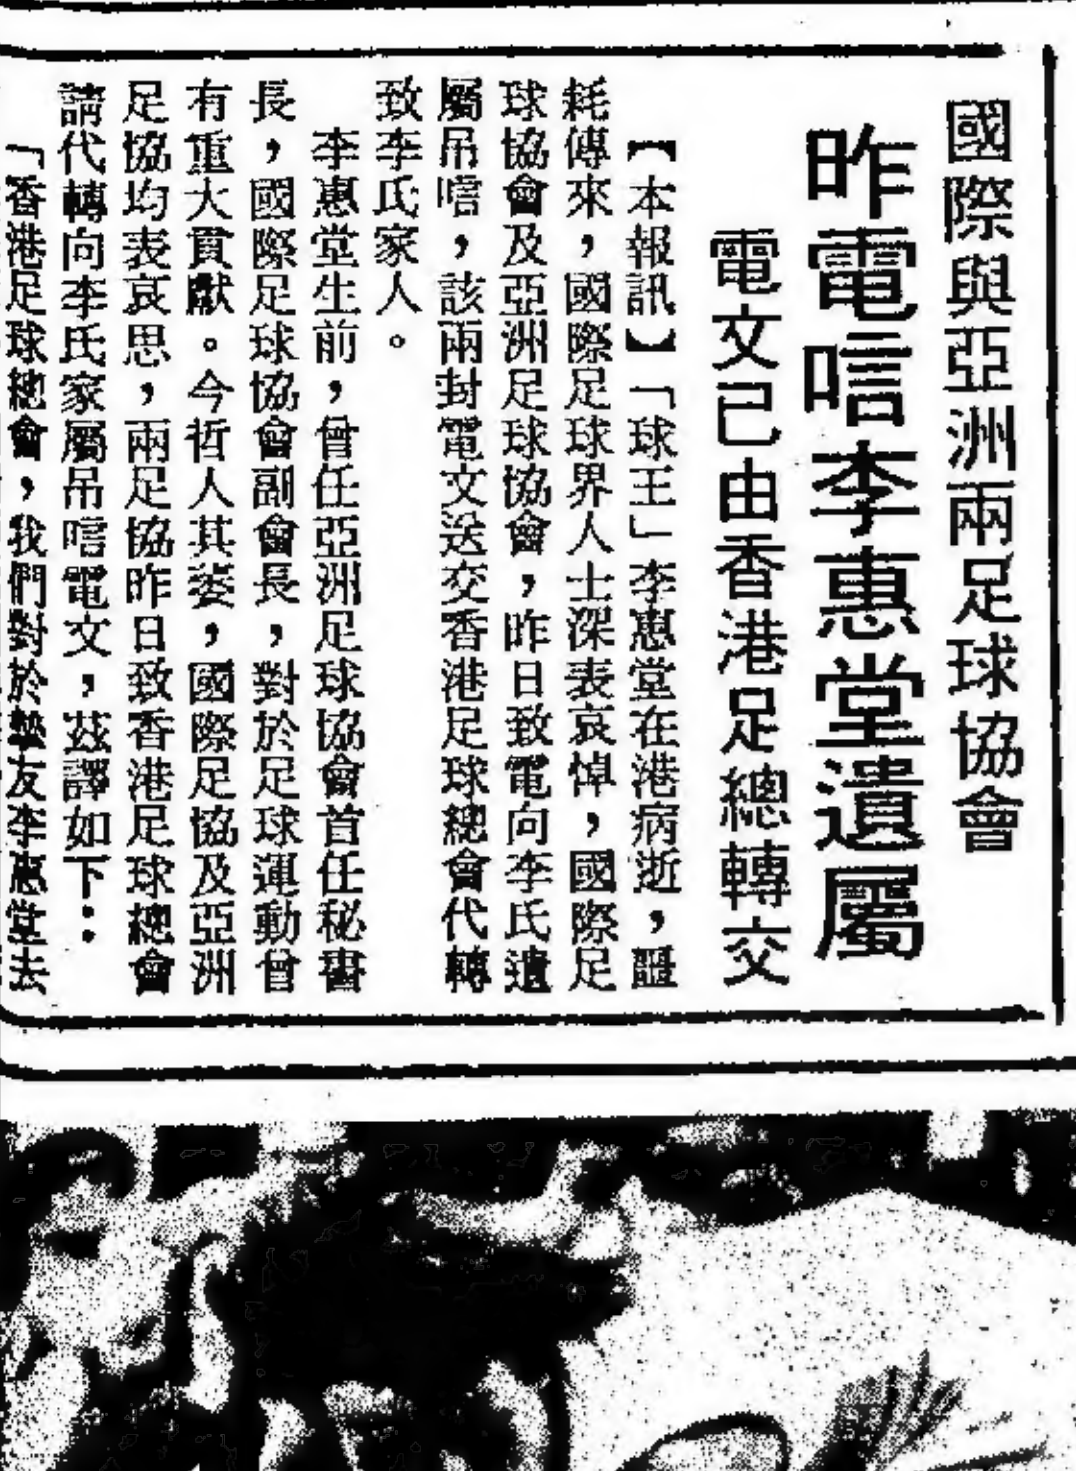 國際與亞洲兩足球協會
昨電唁李惠堂遺屬
電文已由香港足總轉交
【本報訊】「球王」李惠堂在港病逝，噩
耗傳來，國際足球界人士深表哀悼，國際足
球協會及亞洲足球協會，昨日致電向李氏遺
屬吊唁，該兩封電文送交香港足球總會代轉
致李氏家人。
李惠堂生前，曾任亞洲足球協會首任秘書
長，國際足球協會副會長，對於足球運動曾
有重大貢獻。今哲人其萎，國際足協及亞洲
足協均表哀思，兩足協昨日致香港足球總會
請代轉向李氏家屬吊唁電文，茲譯如下：
「香港足球總會，我們對於摯友李惠堂去